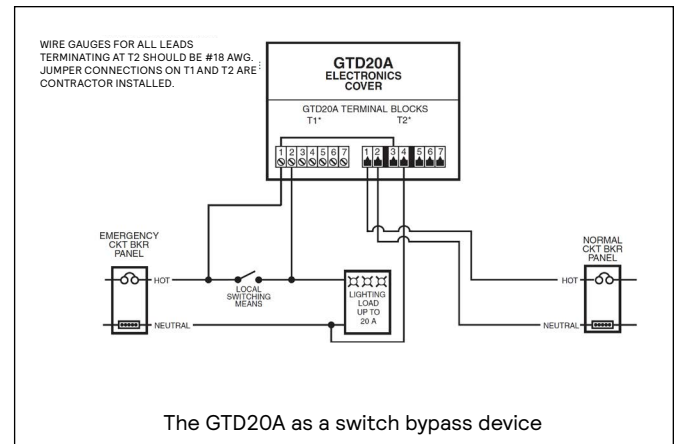 WIRE GAUGES FOR ALL LEADS
TERMINATING AT T2 SHOULD BE #18 AWG.
JUMPER CONNECTIONS ON T1 AND T2 ARE
CONTRACTOR INSTALLED.
GTD20A
ELECTRONICS
COVER
GTD20A TERMINAL BLOCKS
T1* T2*
1 2 3 4 5 6 7 1 2 3 4 5 6 7
EMERGENCY
CKT BKR
PANEL
HOT
LOCAL
SWITCHING
MEANS
NEUTRAL
LIGHTING
LOAD
UP TO
20 A
NORMAL
CKT BKR
PANEL
HOT
NEUTRAL
The GTD20A as a switch bypass device